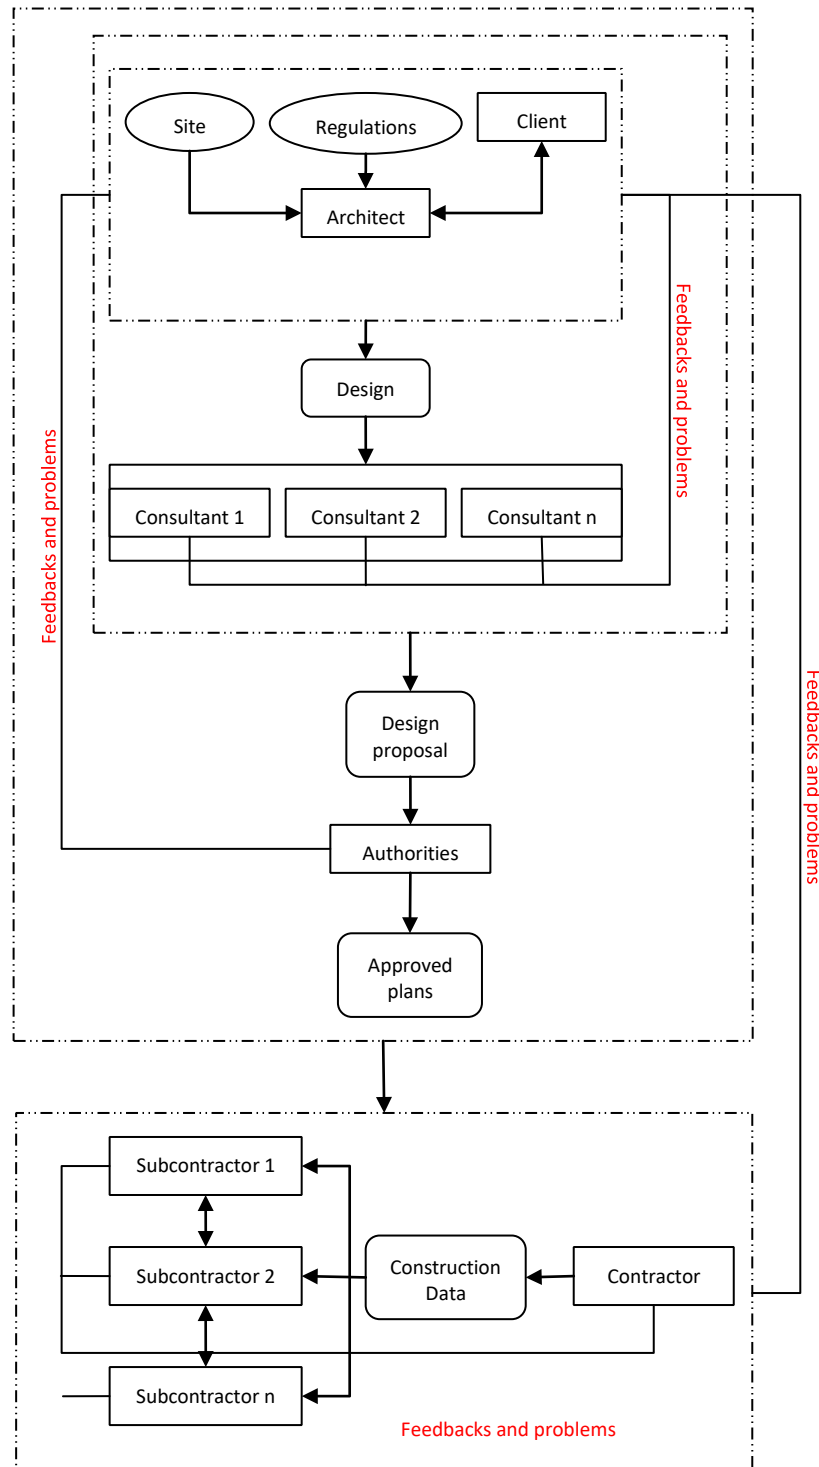 Site
Regulations
Client
Architect
Feedbacks and problems
Design
Feedbacks and problems
Consultant 1
Consultant 2
Consultant n
Design
proposal
Feedbacks and problems
Authorities
Approved
plans
Subcontractor 1
Subcontractor 2
Construction
Data
Contractor
Subcontractor n
Feedbacks and problems